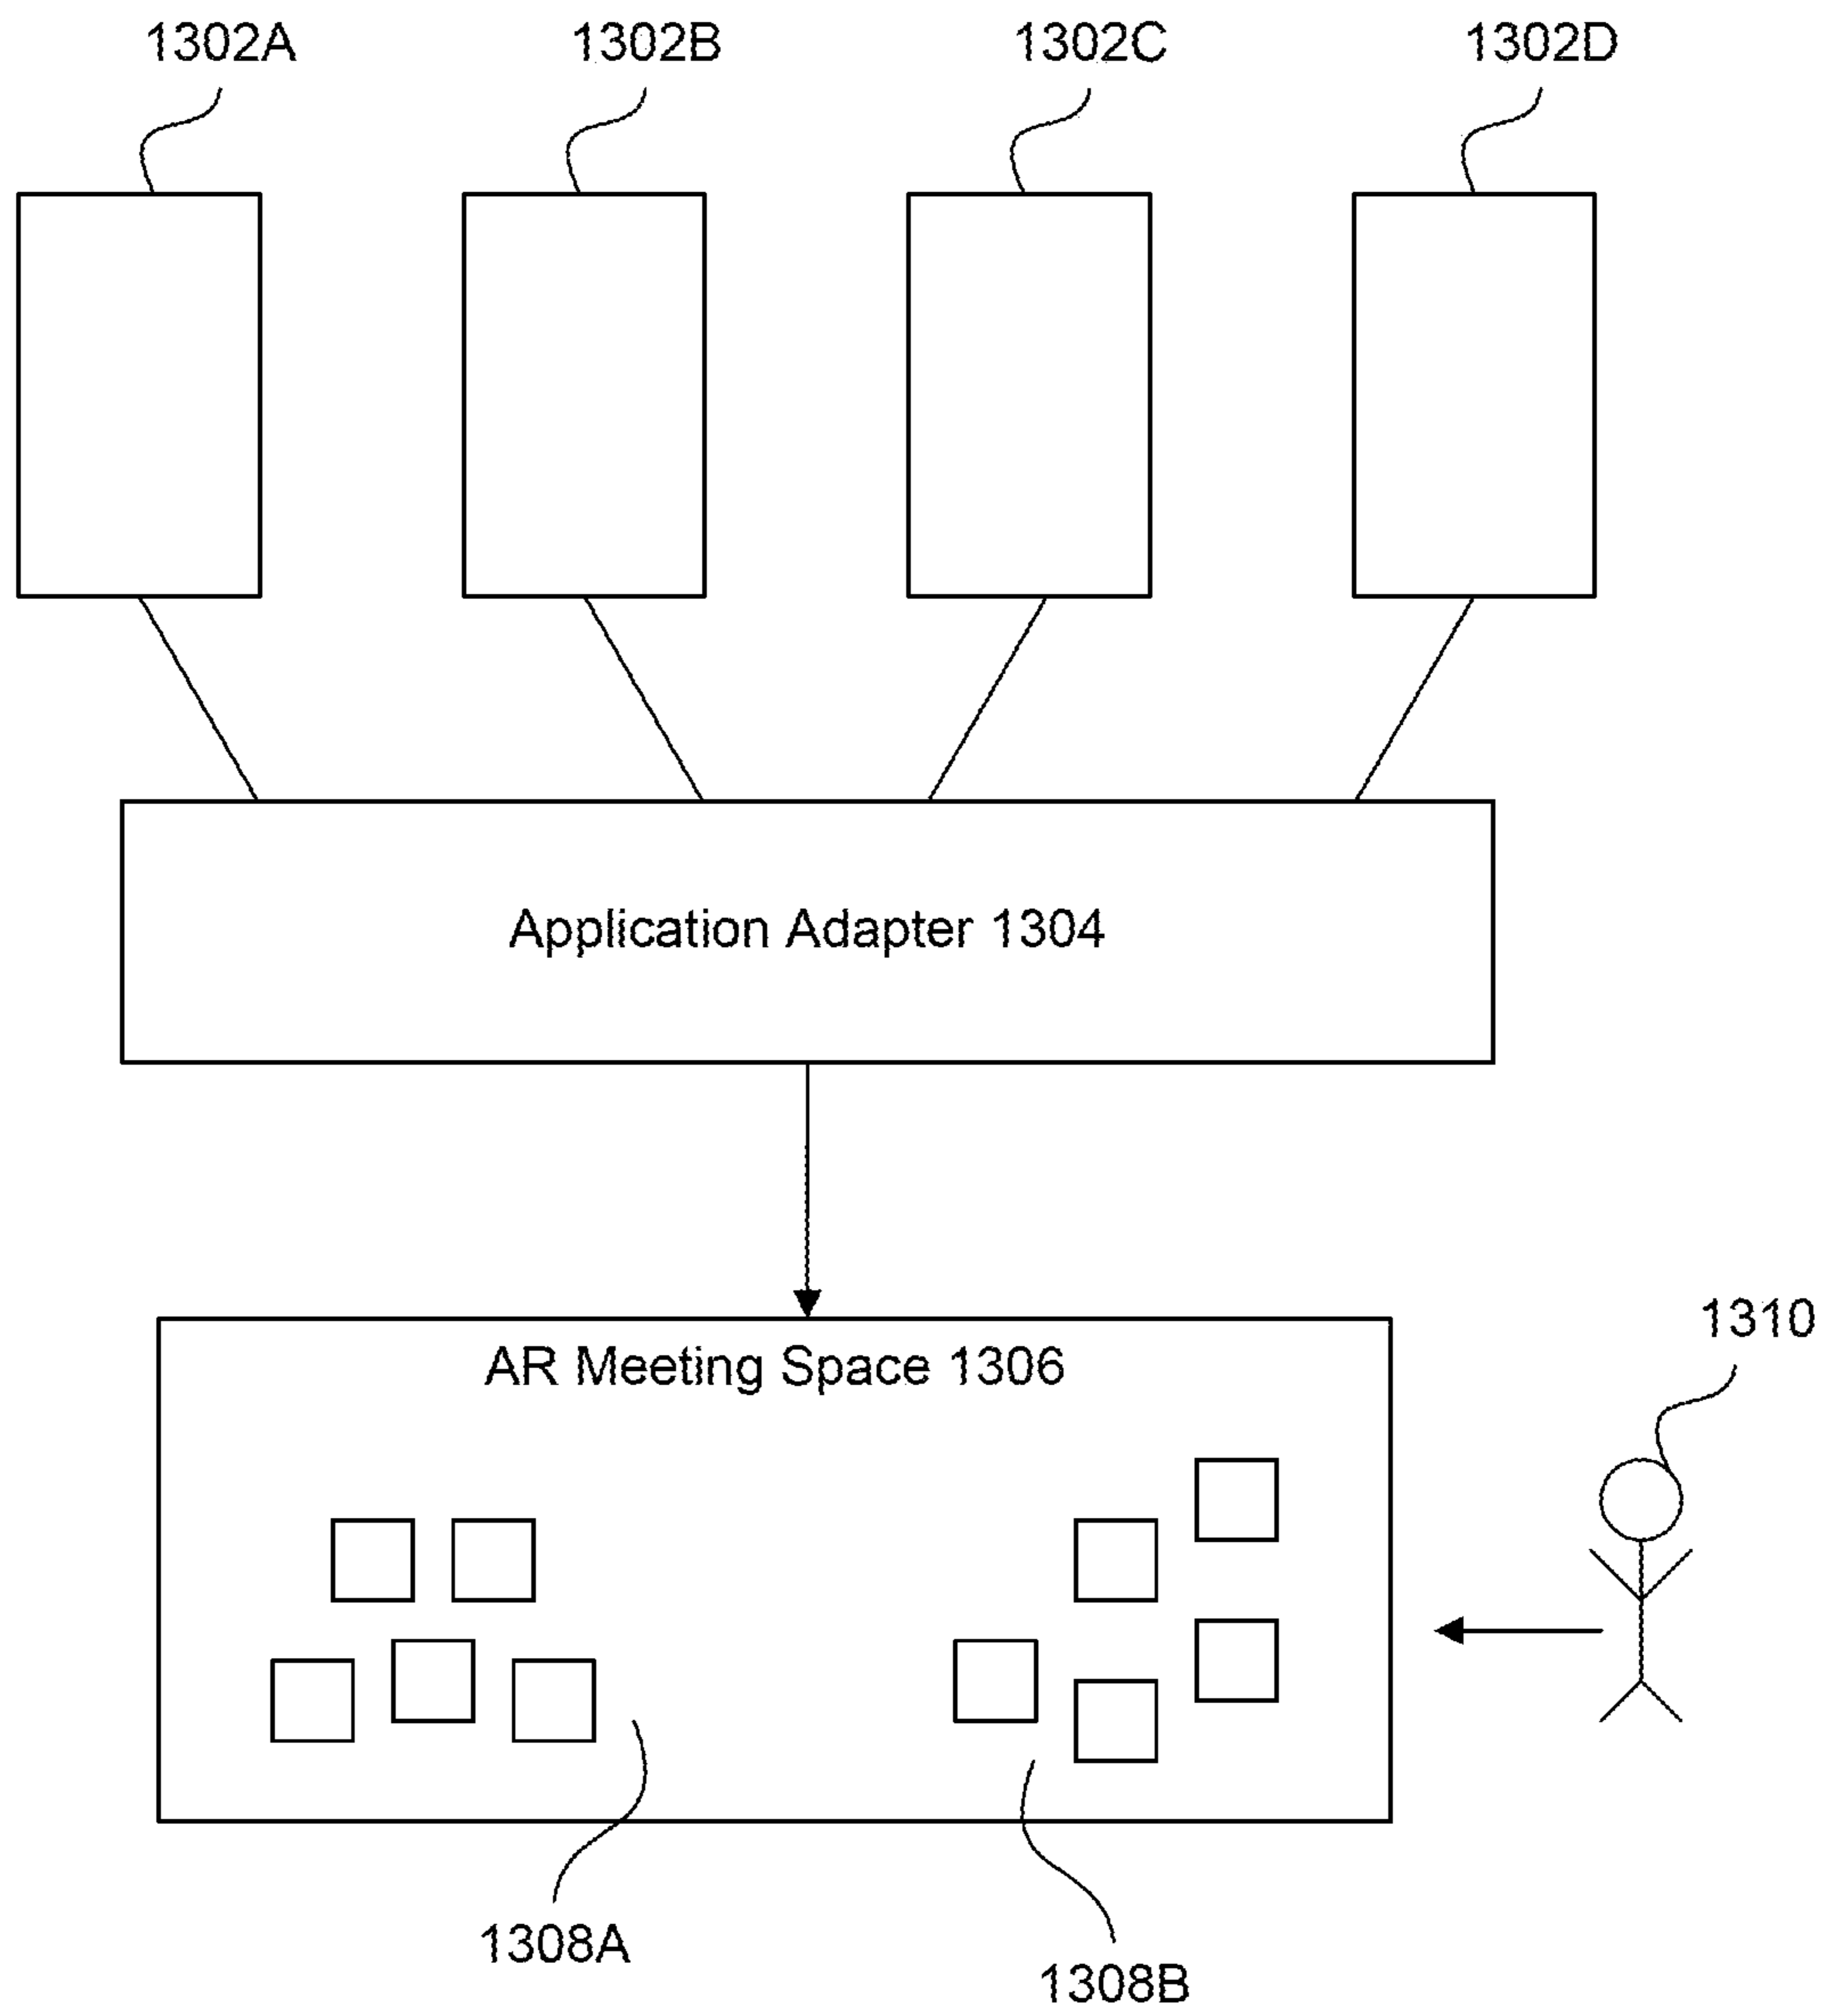 1302A
1302B
1302C
1302D
Application Adapter 1304
AR Meeting Space 1306
1310
1308A
1308B